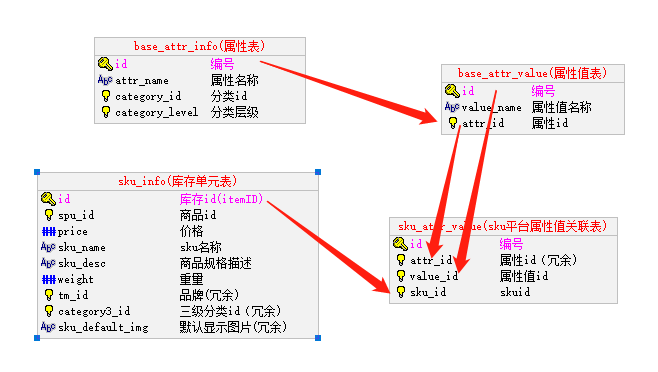 base_attr_info(属性表)
id 编号
attr_name 属性名称
category_id 分类id
category_level 分类层级
base_attr_value(属性值表)
id 编号
value_name 属性值名称
attr_id 属性id
sku_info(库存单元表)
id 库存id(itemID)
spu_id 商品id
price 价格
sku_name sku名称
sku_desc 商品规格描述
weight 重量
tm_id 品牌(冗余)
category3_id 三级分类id（冗余)
sku_default_img 默认显示图片(冗余)
sku_attr_value(sku平台属性值关联表)
id 编号
attr_id 属性id（冗余)
value_id 属性值id
sku_id skuid